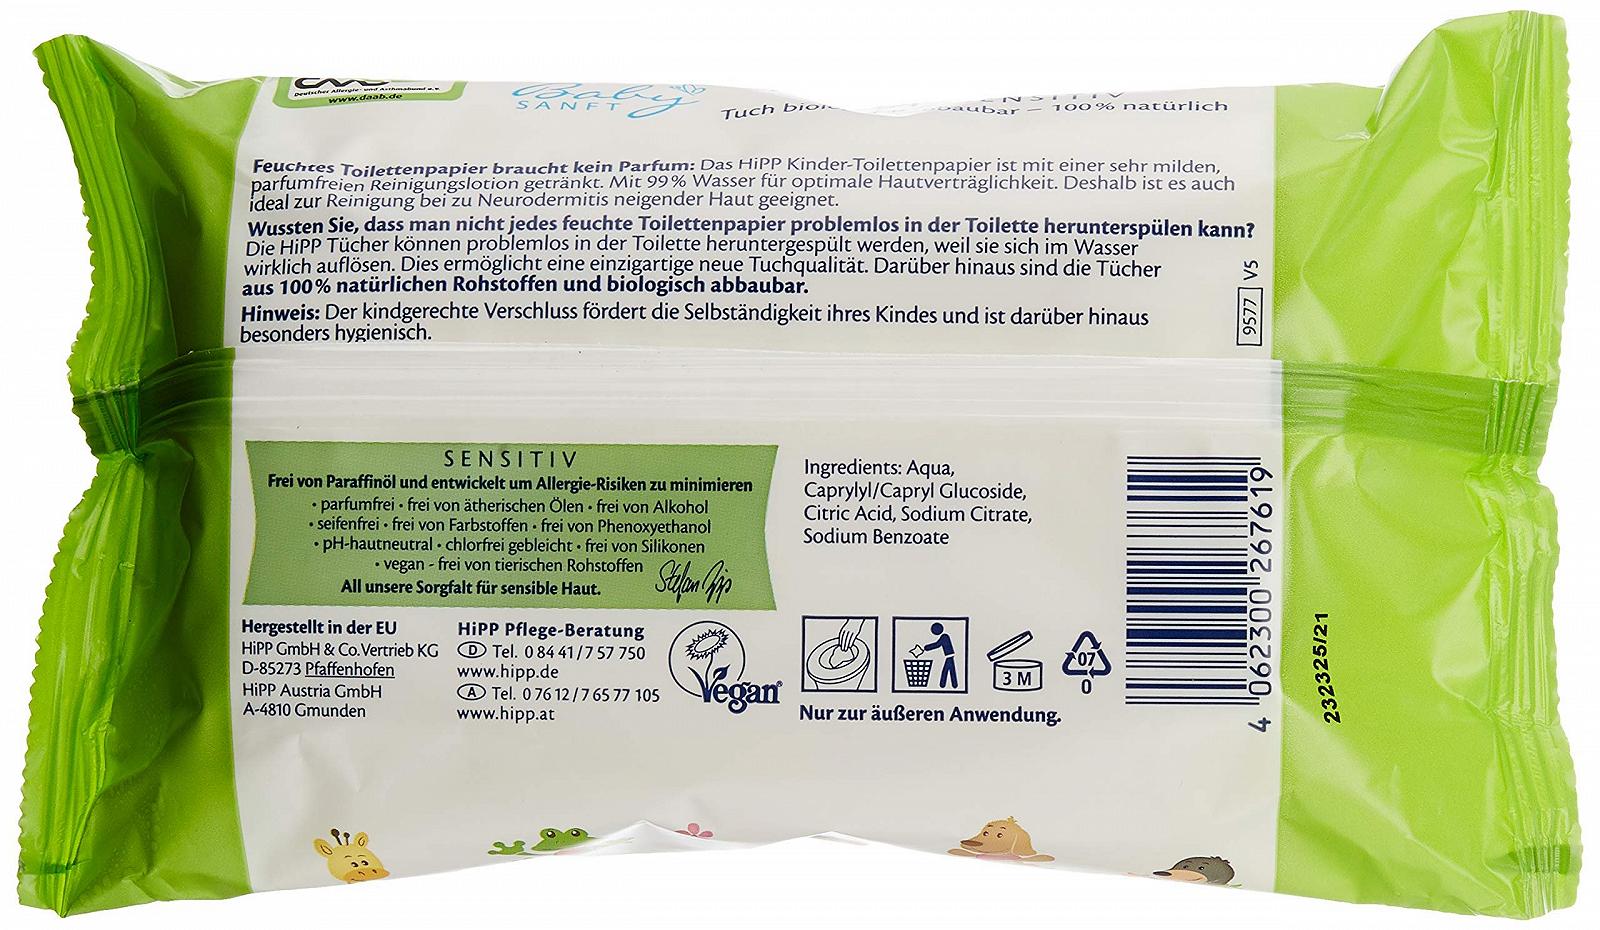 Deutscher Allergie- und Asthmabund e.V.
www.daab.de
Baby
SANFT
Tuch
– 100% natürlich
Feuchtes Toilettenpapier braucht kein Parfum: Das HiPP Kinder-Toilettenpapier ist mit einer sehr milden,
parfumfreien Reinigungslotion getränkt. Mit 99% Wasser für optimale Hautverträglichkeit. Deshalb ist es auch
ideal zur Reinigung bei zu Neurodermitis neigender Haut geeignet.
Wussten Sie, dass man nicht jedes feuchte Toilettenpapier problemlos in der Toilette herunterspülen kann?
Die HiPP Tücher können problemlos in der Toilette heruntergespült werden, weil sie sich im Wasser
wirklich auflösen. Dies ermöglicht eine einzigartige neue Tuchqualität. Darüber hinaus sind die Tücher
aus 100% natürlichen Rohstoffen und biologisch abbaubar.
Hinweis: Der kindgerechte Verschluss fördert die Selbständigkeit ihres Kindes und ist darüber hinaus
besonders hygienisch.
9577 V5
SENSITIV
Frei von Paraffinöl und entwickelt um Allergie-Risiken zu minimieren
• parfumfrei • frei von ätherischen Ölen • frei von Alkohol
• seifenfrei • frei von Farbstoffen • frei von Phenoxyethanol
• pH-hautneutral • chlorfrei gebleicht • frei von Silikonen
• vegan - frei von tierischen Rohstoffen
All unsere Sorgfalt für sensible Haut.
Stefan Hipp
Ingredients: Aqua,
Caprylyl/Capryl Glucoside,
Citric Acid, Sodium Citrate,
Sodium Benzoate
Hergestellt in der EU
HiPP GmbH & Co. Vertrieb KG
D-85273 Pfaffenhofen
HiPP Austria GmbH
A-4810 Gmunden
HiPP Pflege-Beratung
D Tel. 0 84 41/7 57 750
www.hipp.de
A Tel. 0 76 12/7 65 77 105
www.hipp.at
Vegan®
3 M
07
0
Nur zur äußeren Anwendung.
4 062300 267619
232325/21